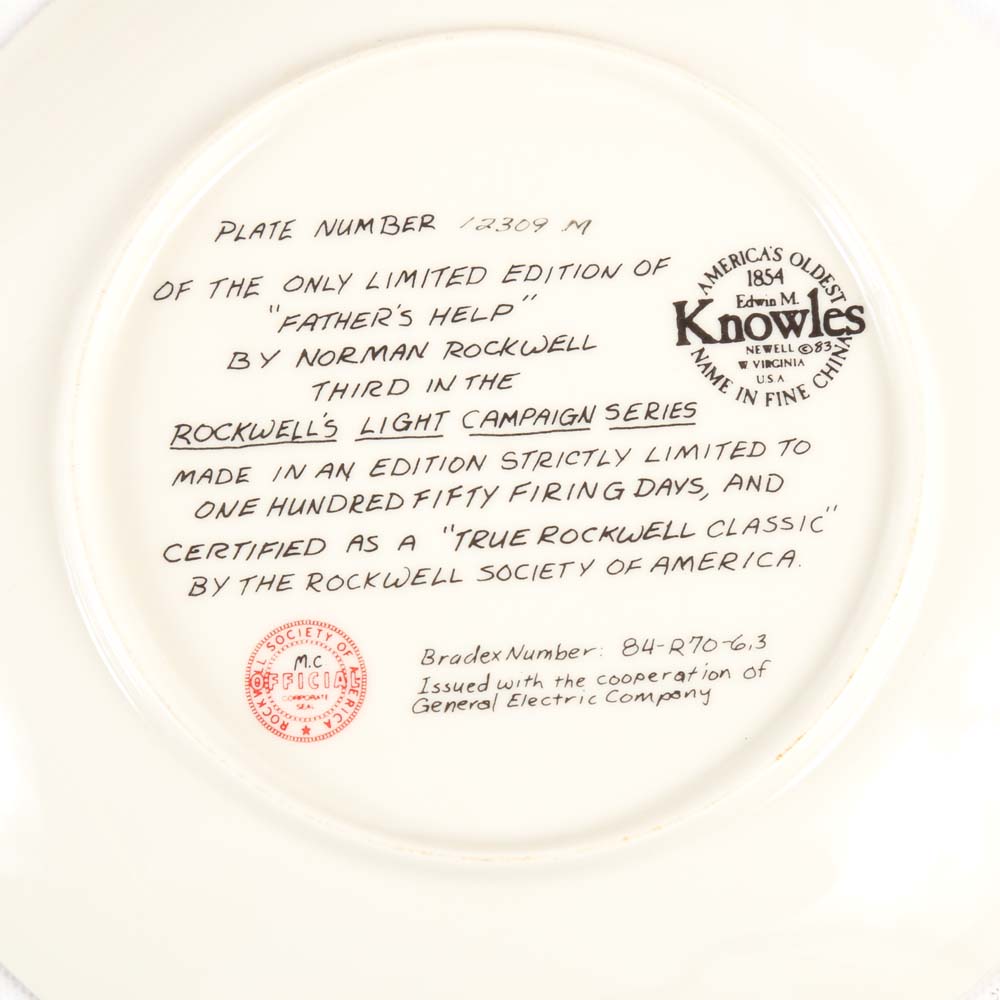 PLATE NUMBER 12309 M
OF THE ONLY LIMITED EDITION OF
"FATHER'S HELP"
BY NORMAN ROCKWELL
THIRD IN THE
ROCKWELL'S LIGHT CAMPAIGN SERIES
MADE IN AN EDITION STRICTLY LIMITED TO
ONE HUNDRED FIFTY FIRING DAYS, AND
CERTIFIED AS A "TRUE ROCKWELL CLASSIC"
BY THE ROCKWELL SOCIETY OF AMERICA.
AMERICA'S OLDEST
1854
Edwin M.
Knowles
NEWELL ©83
W VIRGINIA
U S A
NAME IN FINE CHINA
ROCKWELL SOCIETY OF AMERICA
M.C
OFFICIAL
CORPORATE
SEAL
Bradex Number: 84-R70-6.3
Issued with the cooperation of
General Electric Company